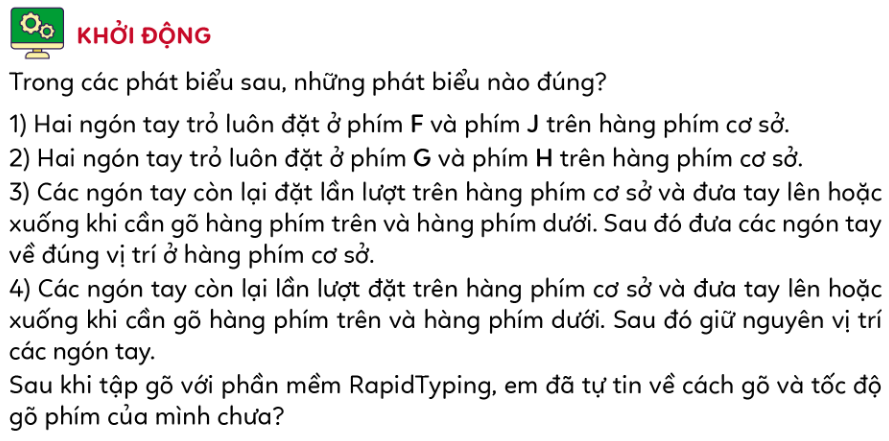 KHỞI ĐỘNG
Trong các phát biểu sau, những phát biểu nào đúng?
1) Hai ngón tay trỏ luôn đặt ở phím F và phím J trên hàng phím cơ sở.
2) Hai ngón tay trỏ luôn đặt ở phím G và phím H trên hàng phím cơ sở.
3) Các ngón tay còn lại đặt lần lượt trên hàng phím cơ sở và đưa tay lên hoặc
xuống khi cần gõ hàng phím trên và hàng phím dưới. Sau đó đưa các ngón tay
về đúng vị trí ở hàng phím cơ sở.
4) Các ngón tay còn lại lần lượt đặt trên hàng phím cơ sở và đưa tay lên hoặc
xuống khi cần gõ hàng phím trên và hàng phím dưới. Sau đó giữ nguyên vị trí
các ngón tay.
Sau khi tập gõ với phần mềm RapidTyping, em đã tự tin về cách gõ và tốc độ
gõ phím của mình chưa?